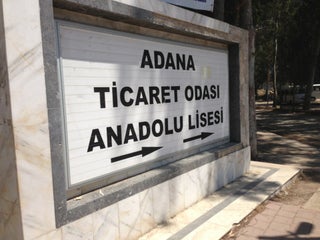 ADANA
TİCARET ODASI
ANADOLU LİSESİ